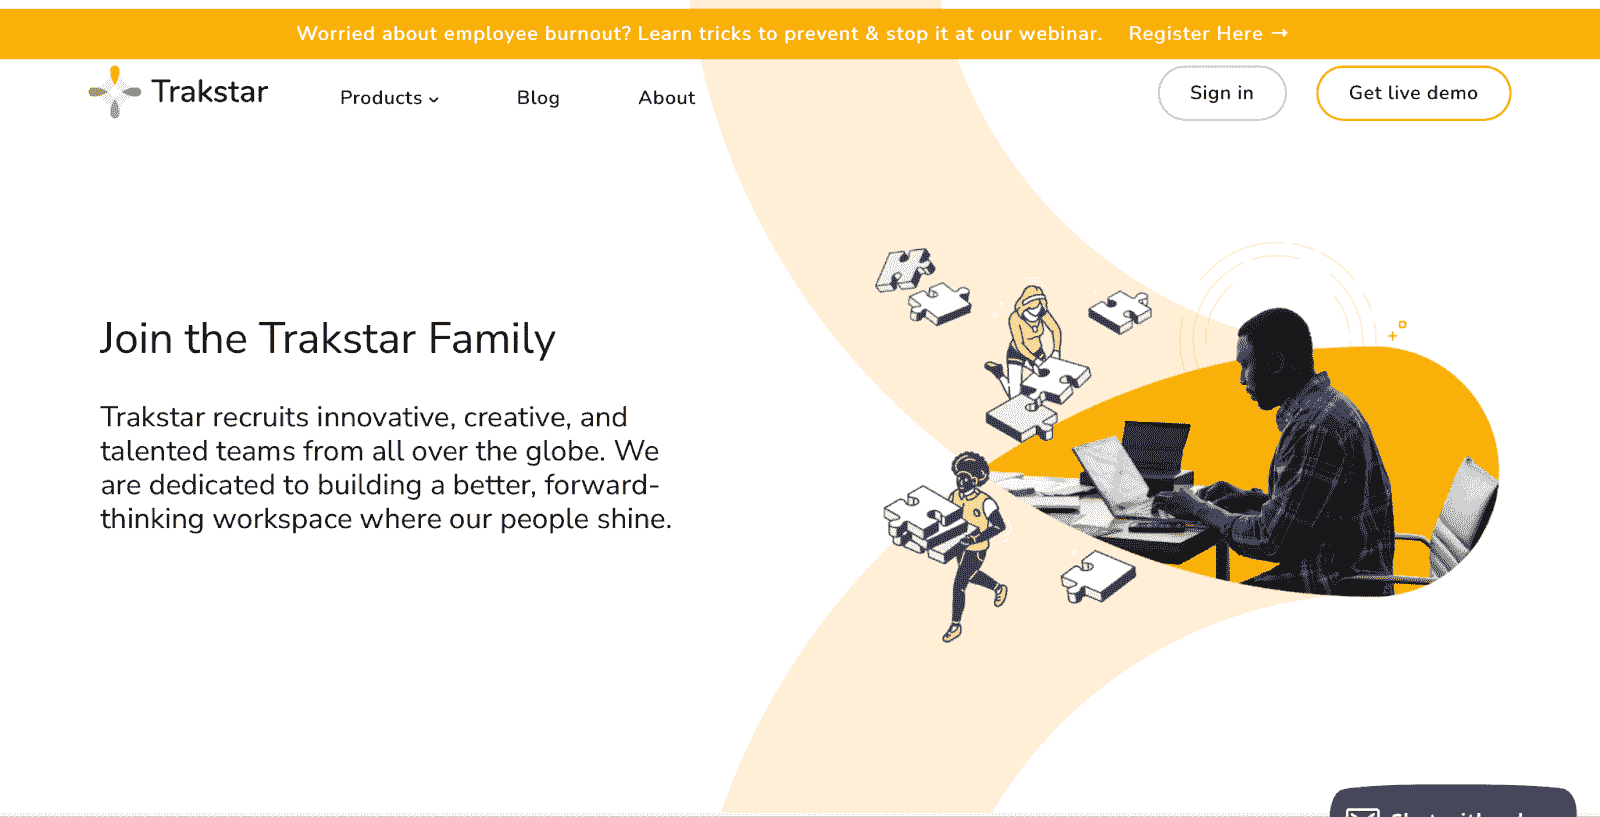 Worried about employee burnout? Learn tricks to prevent & stop it at our webinar. Register Here →
Trakstar Products Blog About Sign in Get live demo
Join the Trakstar Family
Trakstar recruits innovative, creative, and
talented teams from all over the globe. We
are dedicated to building a better, forward-
thinking workspace where our people shine.